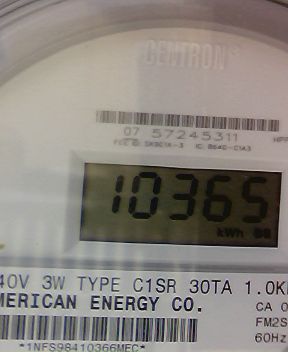 CENTRON®
07 57245311
10365
kWh
40V 3W TYPE C1SR 30TA 1.0K
MERICAN ENERGY CO.
CA 0
FM2S
60Hz
*1NFS98410366MEC*